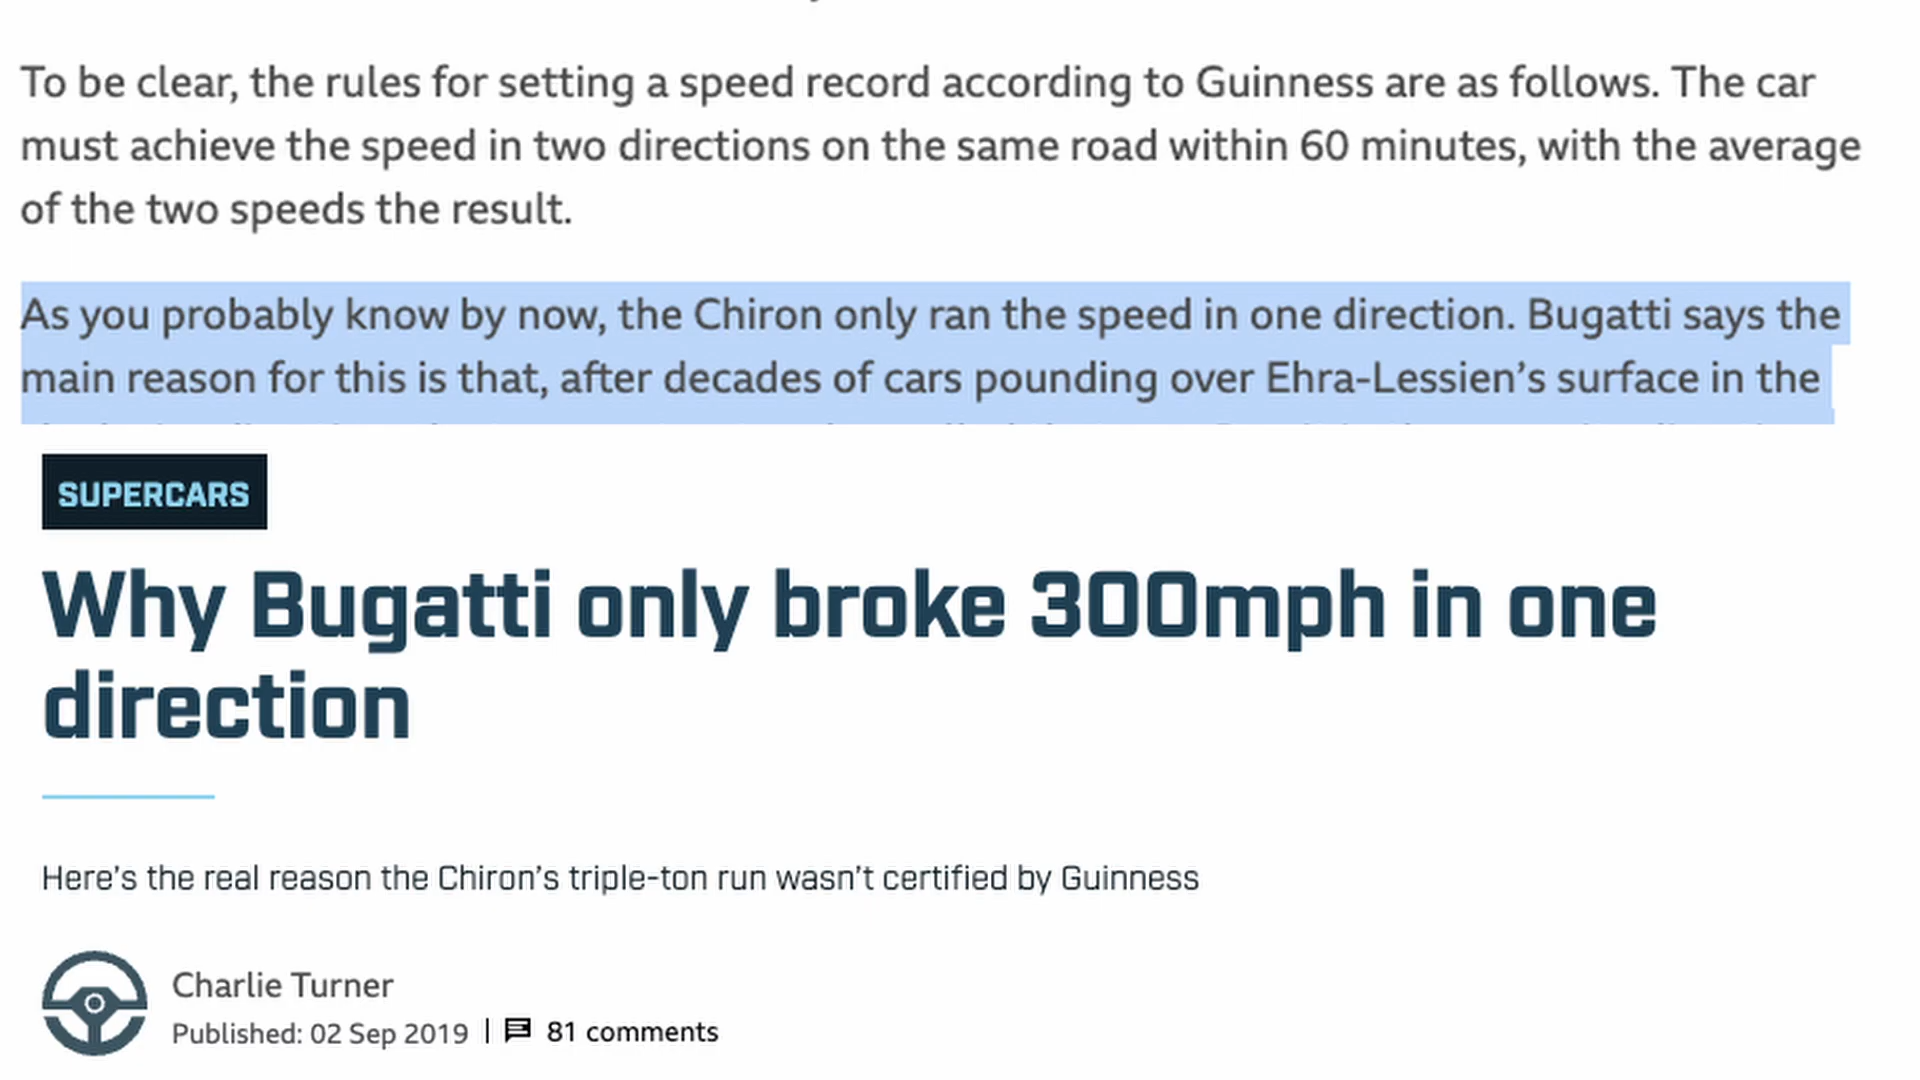 To be clear, the rules for setting a speed record according to Guinness are as follows. The car
must achieve the speed in two directions on the same road within 60 minutes, with the average
of the two speeds the result.
As you probably know by now, the Chiron only ran the speed in one direction. Bugatti says the
main reason for this is that, after decades of cars pounding over Ehra-Lessien’s surface in the
SUPERCARS
Why Bugatti only broke 300mph in one
direction
Here’s the real reason the Chiron’s triple-ton run wasn’t certified by Guinness
Charlie Turner
Published: 02 Sep 2019 | 81 comments